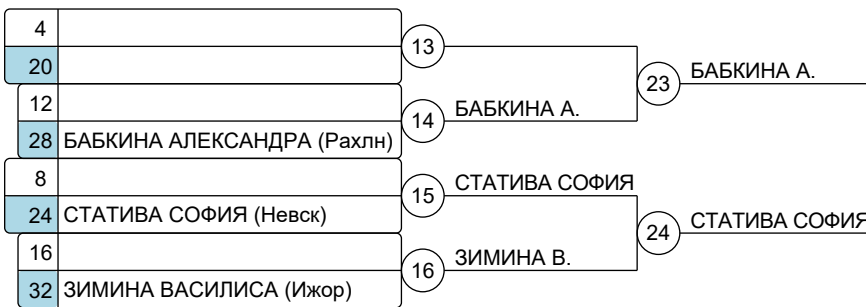 4
13
20
23 БАБКИНА А.
12
14 БАБКИНА А.
28 БАБКИНА АЛЕКСАНДРА (Рахлн)
8
15 СТАТИВА СОФИЯ
24 СТАТИВА СОФИЯ (Невск)
24 СТАТИВА СОФИЯ
16
16 ЗИМИНА В.
32 ЗИМИНА ВАСИЛИСА (Ижор)